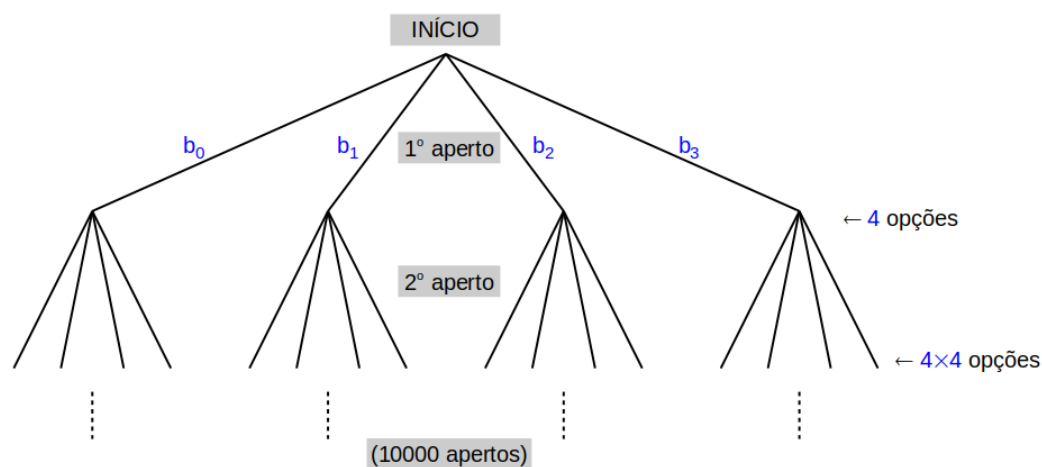 INÍCIO
b₀
b₁
1º aperto
b₂
b₃
← 4 opções
2º aperto
← 4×4 opções
(10000 apertos)